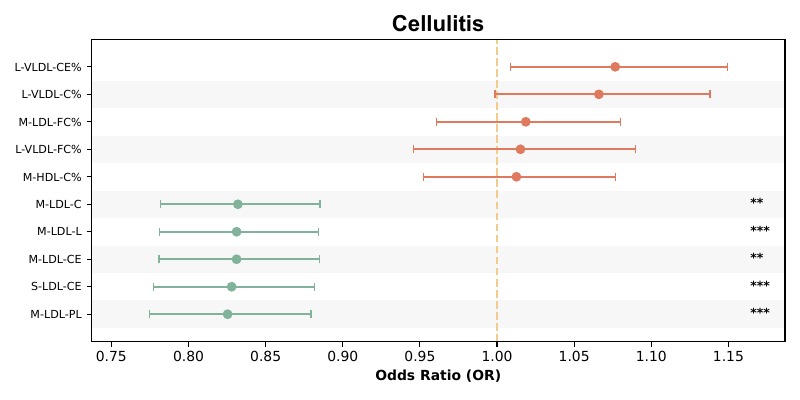 Cellulitis
L-VLDL-CE%
L-VLDL-C%
M-LDL-FC%
L-VLDL-FC%
M-HDL-C%
M-LDL-C **
M-LDL-L ***
M-LDL-CE **
S-LDL-CE ***
M-LDL-PL ***
0.75 0.80 0.85 0.90 0.95 1.00 1.05 1.10 1.15
Odds Ratio (OR)